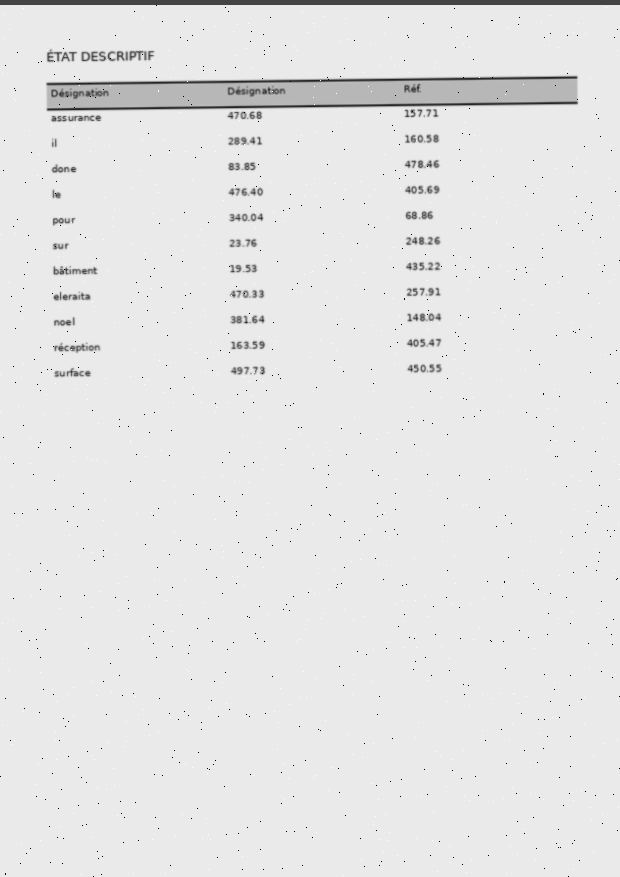 ÉTAT DESCRIPTIF
Désignation Désignation Réf.
assurance 470.68 157.71
il 289.41 160.58
done 83.85 478.46
le 476.40 405.69
pour 340.04 68.86
sur 23.76 248.26
bâtiment 19.53 435.22
eleraita 470.33 257.91
noel 381.64 148.04
réception 163.59 405.47
surface 497.73 450.55